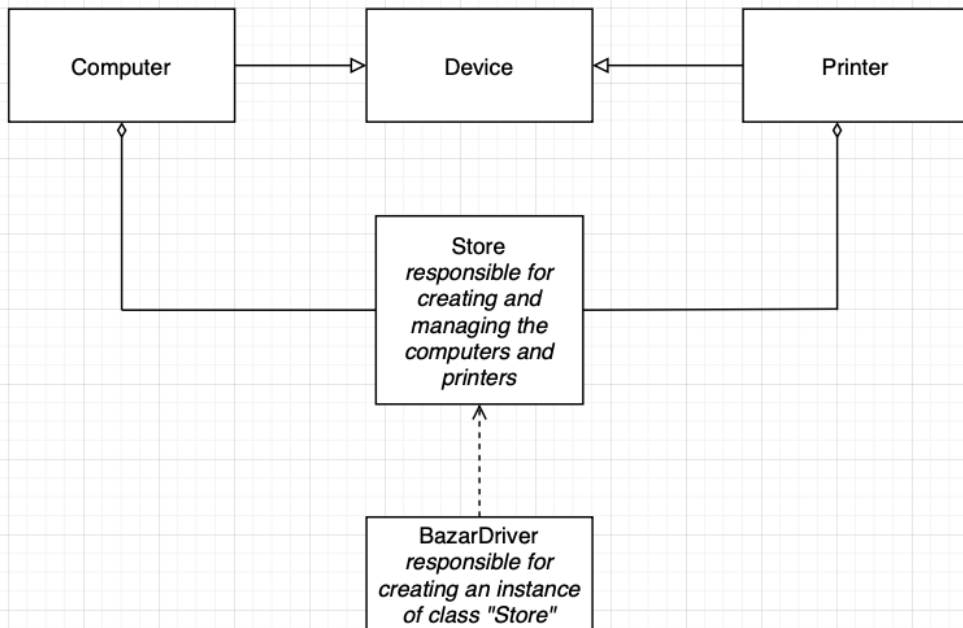 Computer
Device
Printer
Store
responsible for
creating and
managing the
computers and
printers
BazarDriver
responsible for
creating an instance
of class "Store"